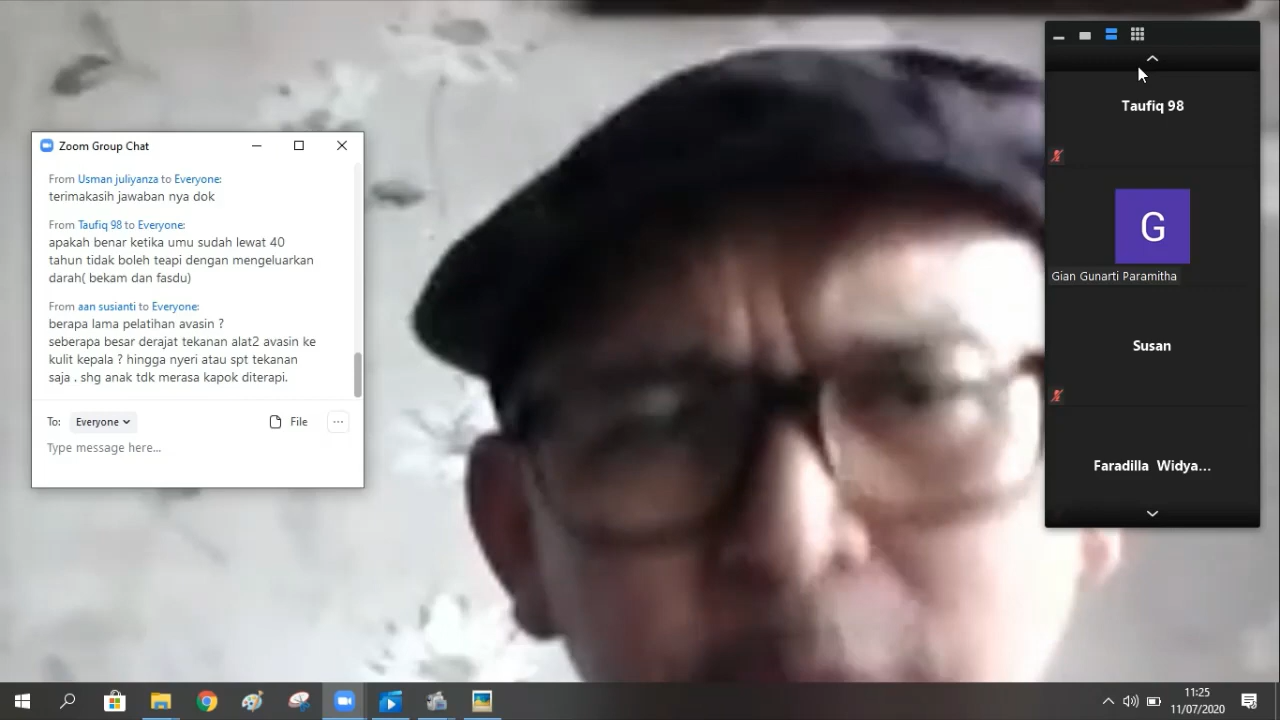 Zoom Group Chat
From Usman juliyanza to Everyone:
terimakasih jawaban nya dok
From Taufiq 98 to Everyone:
apakah benar ketika umu sudah lewat 40
tahun tidak boleh teapi dengan mengeluarkan
darah( bekam dan fasdu)
From aan susianti to Everyone:
berapa lama pelatihan avasin ?
seberapa besar derajat tekanan alat2 avasin ke
kulit kepala ? hingga nyeri atau spt tekanan
saja . shg anak tdk merasa kapok diterapi.
To: Everyone
File
Type message here...
Taufiq 98
G
Gian Gunarti Paramitha
Susan
Faradilla Widya...
11:25
11/07/2020